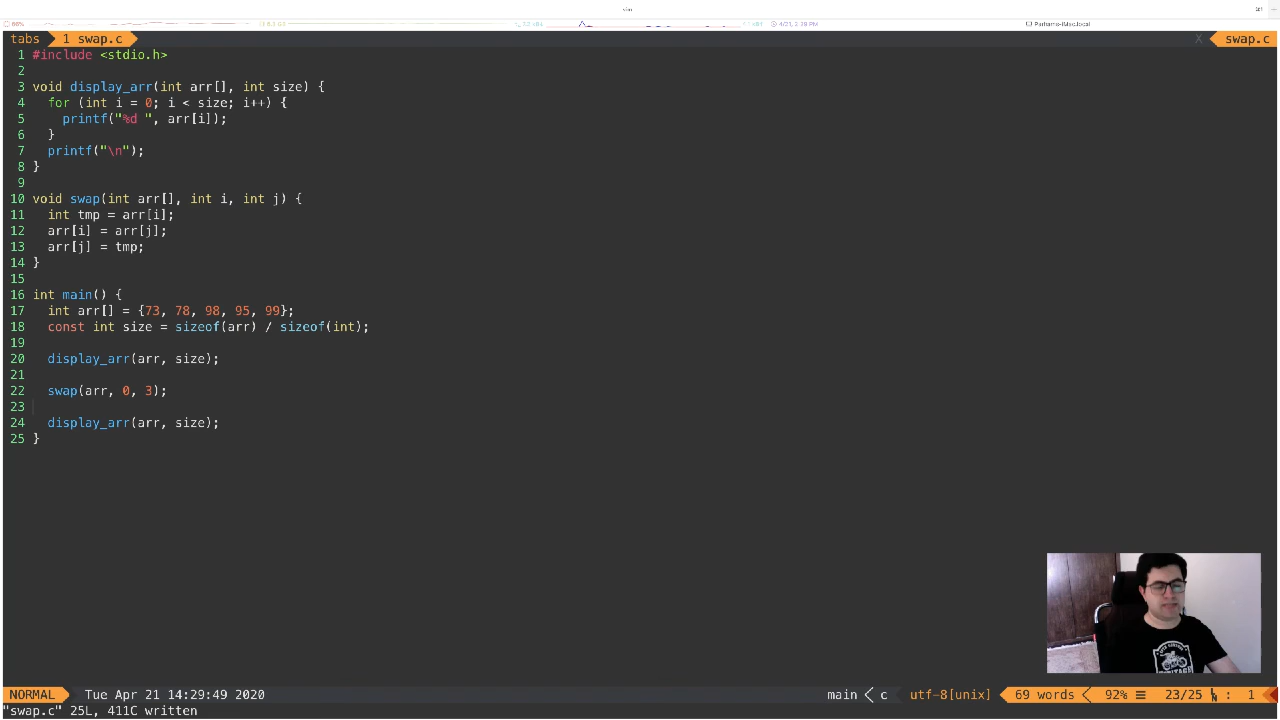 vim
tabs 1 swap.c X swap.c
1 #include <stdio.h>
2
3 void display_arr(int arr[], int size) {
4 for (int i = 0; i < size; i++) {
5 printf("%d ", arr[i]);
6 }
7 printf("\n");
8 }
9
10 void swap(int arr[], int i, int j) {
11 int tmp = arr[i];
12 arr[i] = arr[j];
13 arr[j] = tmp;
14 }
15
16 int main() {
17 int arr[] = {73, 78, 98, 95, 99};
18 const int size = sizeof(arr) / sizeof(int);
19
20 display_arr(arr, size);
21
22 swap(arr, 0, 3);
23
24 display_arr(arr, size);
25 }
NORMAL Tue Apr 21 14:29:49 2020 main < c utf-8[unix] 69 words 92% ☰ 23/25 : 1
"swap.c" 25L, 411C written